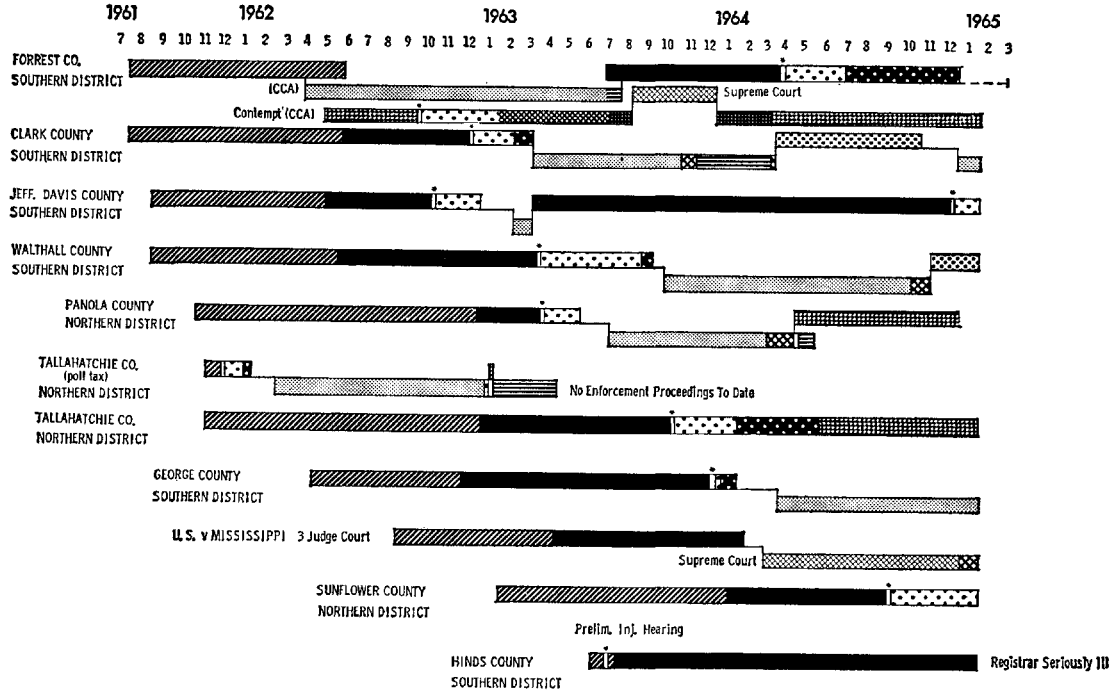 1961 1962 1963 1964 1965
7 8 9 10 11 12 1 2 3 4 5 6 7 8 9 10 11 12 1 2 3 4 5 6 7 8 9 10 11 12 1 2 3 4 5 6 7 8 9 10 11 12 1 2 3
FORREST CO.
SOUTHERN DISTRICT
(CCA)
Supreme Court
Contempt (CCA)
CLARK COUNTY
SOUTHERN DISTRICT
JEFF. DAVIS COUNTY
SOUTHERN DISTRICT
WALTHALL COUNTY
SOUTHERN DISTRICT
PANOLA COUNTY
NORTHERN DISTRICT
TALLAHATCHIE CO.
(poll tax)
NORTHERN DISTRICT
No Enforcement Proceedings To Date
TALLAHATCHIE CO.
NORTHERN DISTRICT
GEORGE COUNTY
SOUTHERN DISTRICT
U.S. v MISSISSIPPI 3 Judge Court
Supreme Court
SUNFLOWER COUNTY
NORTHERN DISTRICT
Prelim. Inj. Hearing
HINDS COUNTY
SOUTHERN DISTRICT
Registrar Seriously Ill